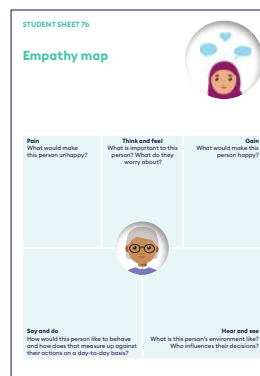 STUDENT SHEET 7b
Empathy map
Pain
What would make
this person unhappy?
Think and feel
What is important to this
person? What do they
worry about?
Gain
What would make this
person happy?
Say and do
How would this person like to behave
and how does that measure up against
their actions on a day-to-day basis?
Hear and see
What is this person's environment like?
Who influences their decisions?